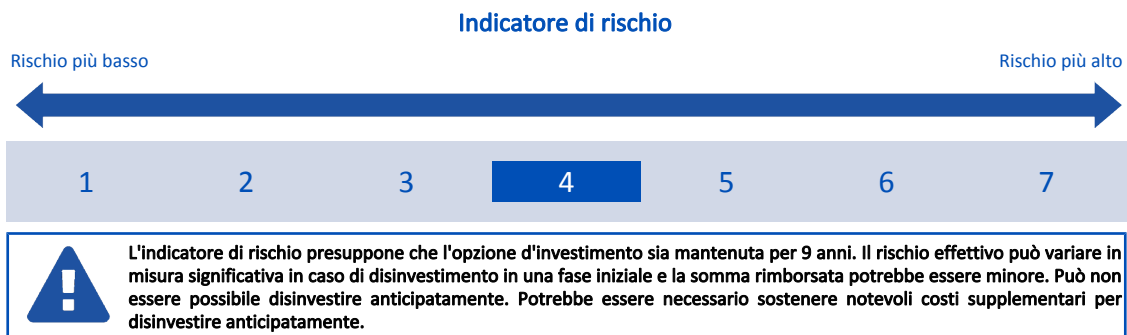 Indicatore di rischio
Rischio più basso
Rischio più alto
1 2 3 4 5 6 7
L'indicatore di rischio presuppone che l'opzione d'investimento sia mantenuta per 9 anni. Il rischio effettivo può variare in
misura significativa in caso di disinvestimento in una fase iniziale e la somma rimborsata potrebbe essere minore. Può non
essere possibile disinvestire anticipatamente. Potrebbe essere necessario sostenere notevoli costi supplementari per
disinvestire anticipatamente.